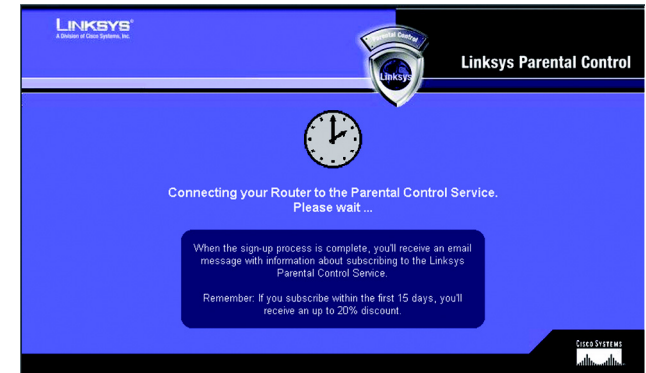 LINKSYS®
A Division of Cisco Systems, Inc.
Parental Control
Linksys
Linksys Parental Control
Connecting your Router to the Parental Control Service.
Please wait ...
When the sign-up process is complete, you'll receive an email
message with information about subscribing to the Linksys
Parental Control Service.
Remember: If you subscribe within the first 15 days, you'll
receive an up to 20% discount.
CISCO SYSTEMS